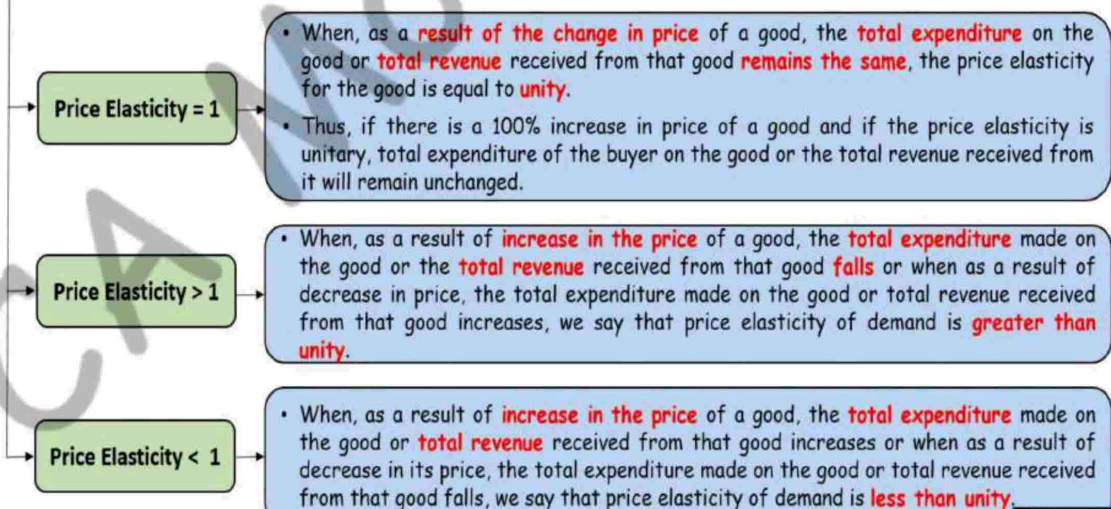 • When, as a result of the change in price of a good, the total expenditure on the
good or total revenue received from that good remains the same, the price elasticity
for the good is equal to unity.
Price Elasticity = 1
• Thus, if there is a 100% increase in price of a good and if the price elasticity is
unitary, total expenditure of the buyer on the good or the total revenue received from
it will remain unchanged.
• When, as a result of increase in the price of a good, the total expenditure made on
the good or the total revenue received from that good falls or when as a result of
Price Elasticity > 1
decrease in price, the total expenditure made on the good or total revenue received
from that good increases, we say that price elasticity of demand is greater than
unity.
• When, as a result of increase in the price of a good, the total expenditure made on
the good or total revenue received from that good increases or when as a result of
Price Elasticity < 1
decrease in its price, the total expenditure made on the good or total revenue received
from that good falls, we say that price elasticity of demand is less than unity.
CA M